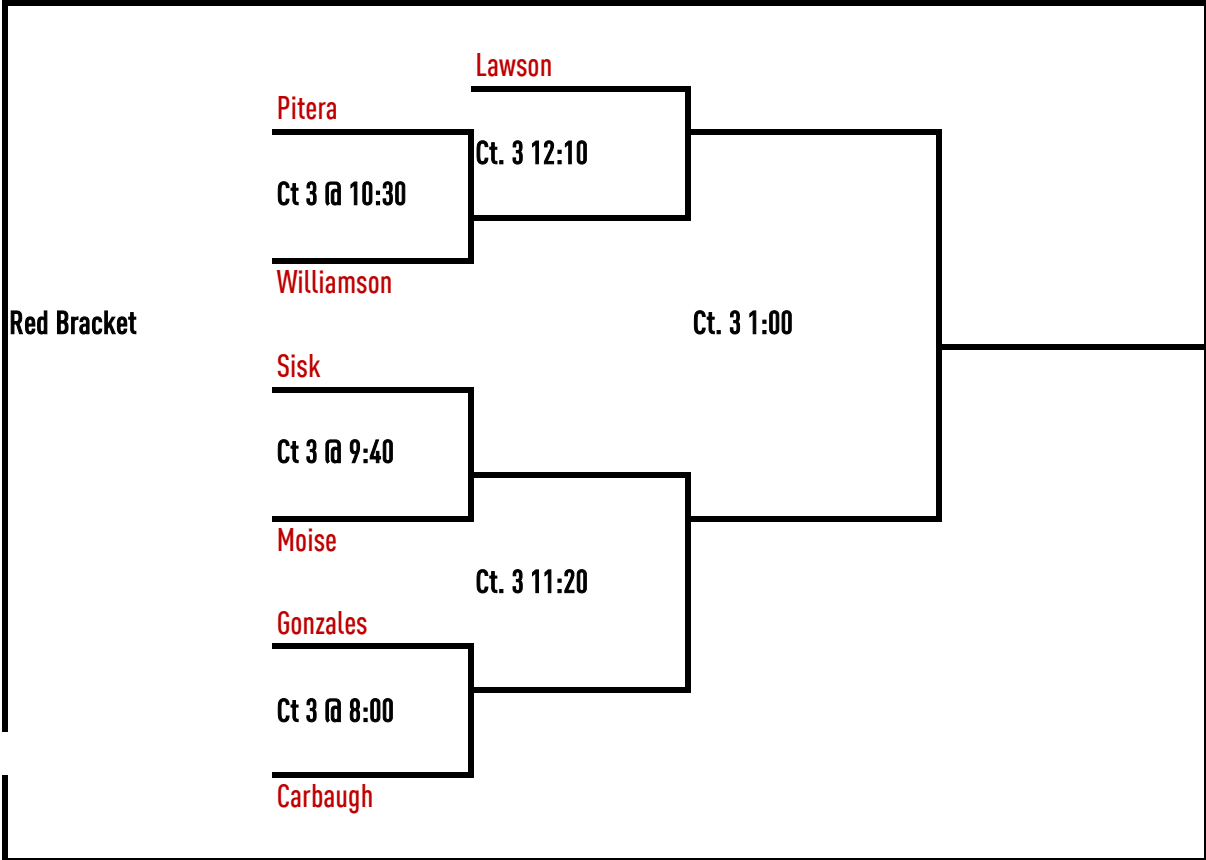 Lawson
Pitera
Ct. 3 12:10
Ct 3 @ 10:30
Williamson
Red Bracket
Ct. 3 1:00
Sisk
Ct 3 @ 9:40
Moise
Ct. 3 11:20
Gonzales
Ct 3 @ 8:00
Carbaugh